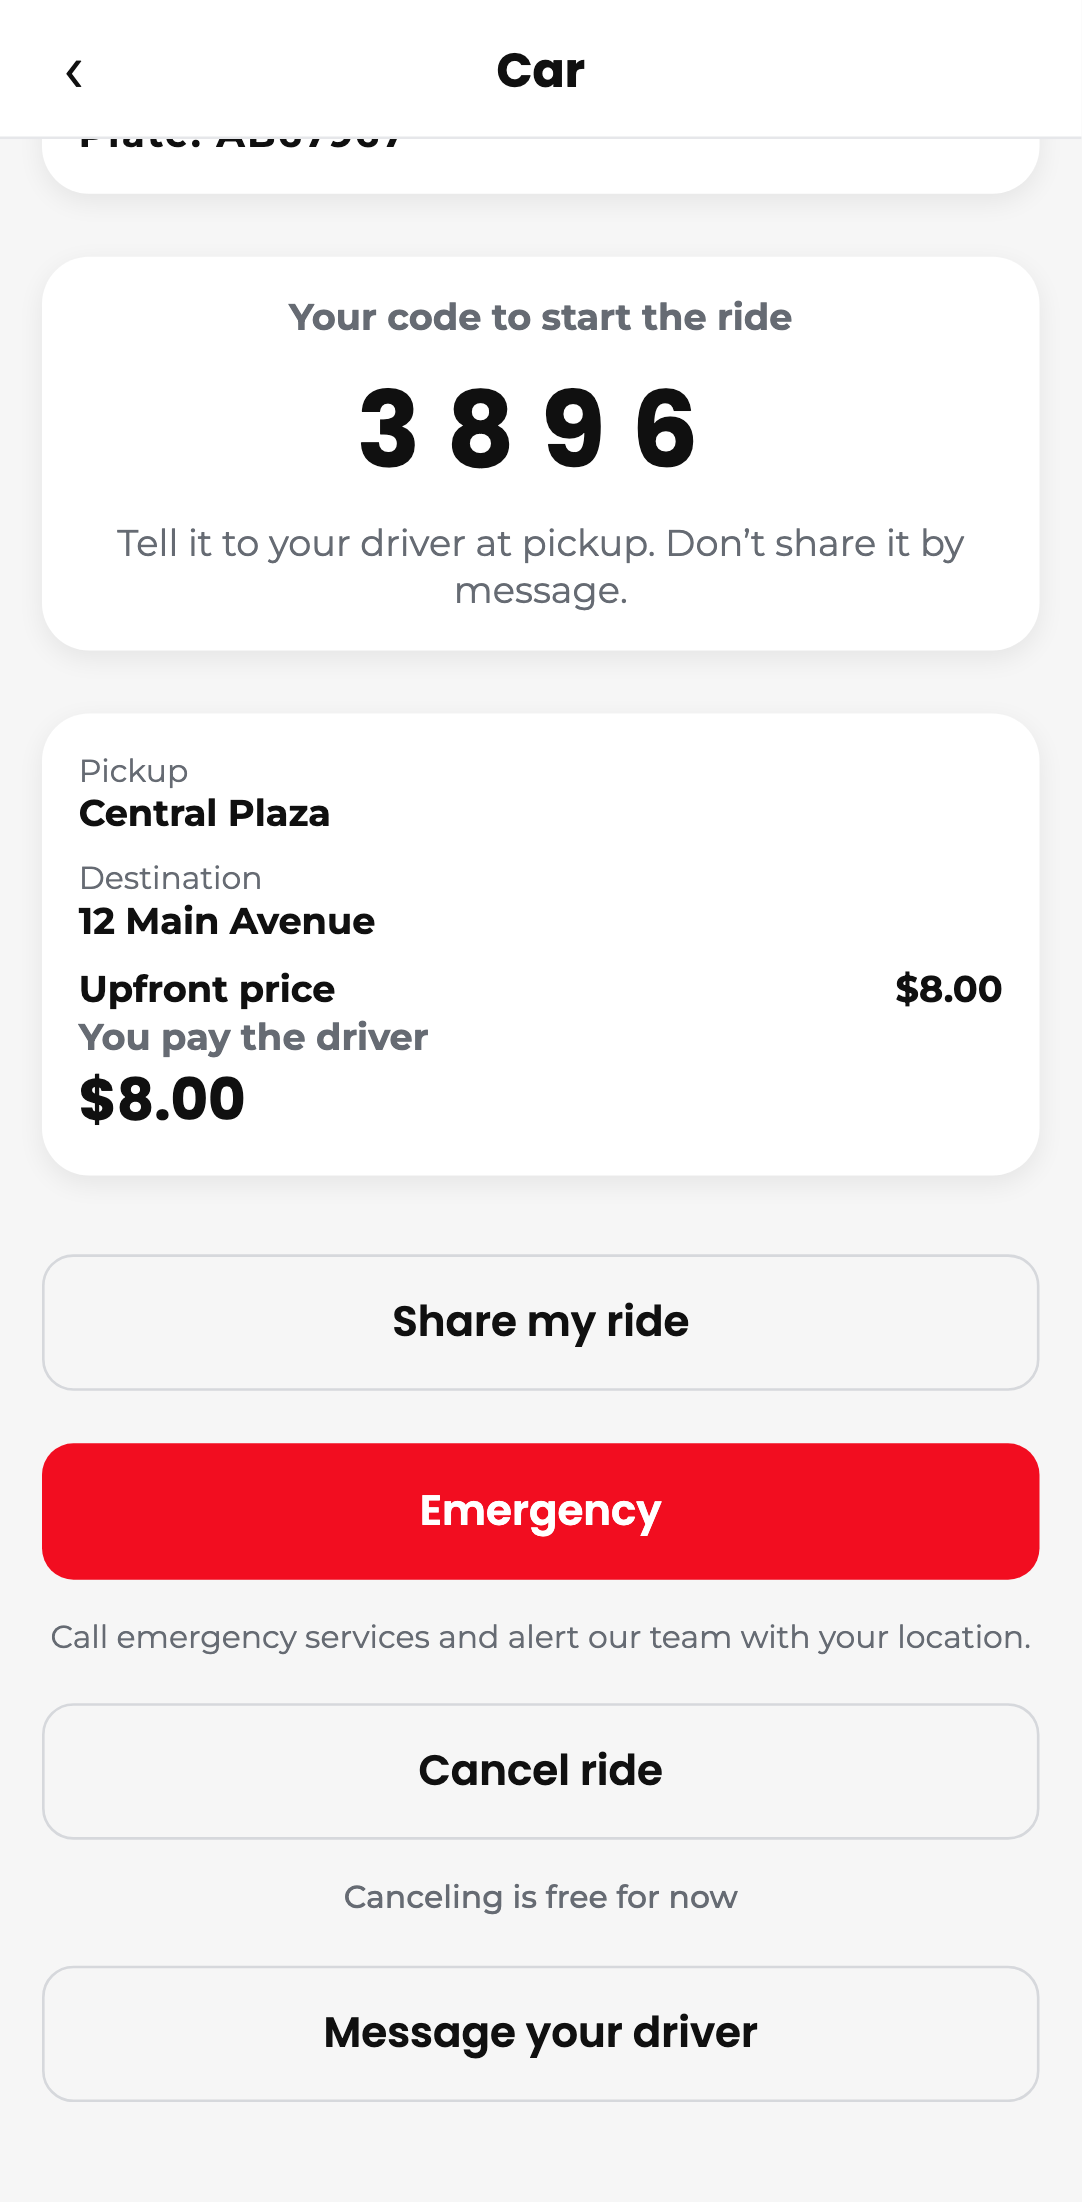 ‹
Car
Your code to start the ride
3 8 9 6
Tell it to your driver at pickup. Don’t share it by
message.
Pickup
Central Plaza
Destination
12 Main Avenue
Upfront price $8.00
You pay the driver
$8.00
Share my ride
Emergency
Call emergency services and alert our team with your location.
Cancel ride
Canceling is free for now
Message your driver